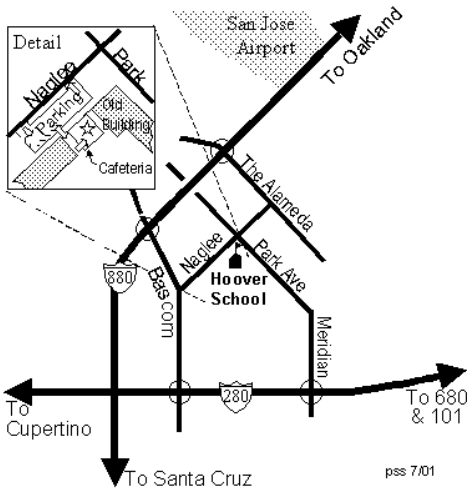 Detail
San Jose
Airport
To Oakland
Naglee
Park
Parking
Old
Building
Cafeteria
The Alameda
Naglee
Park Ave
Hoover
School
880
Bascom
Meridian
280
To
Cupertino
To 680
& 101
To Santa Cruz
pss 7/01